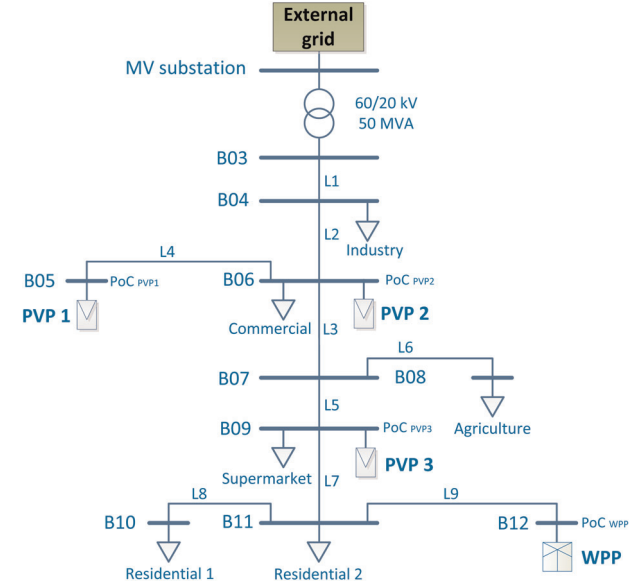 External
grid
MV substation
60/20 kV
50 MVA
B03
L1
B04
L2
Industry
L4
B05
PoC PVP1
B06
PoC PVP2
PVP 1
PVP 2
Commercial
L3
L6
B07
B08
L5
B09
PoC PVP3
Agriculture
PVP 3
Supermarket
L7
L8
L9
B10
B11
B12
PoC WPP
WPP
Residential 1
Residential 2